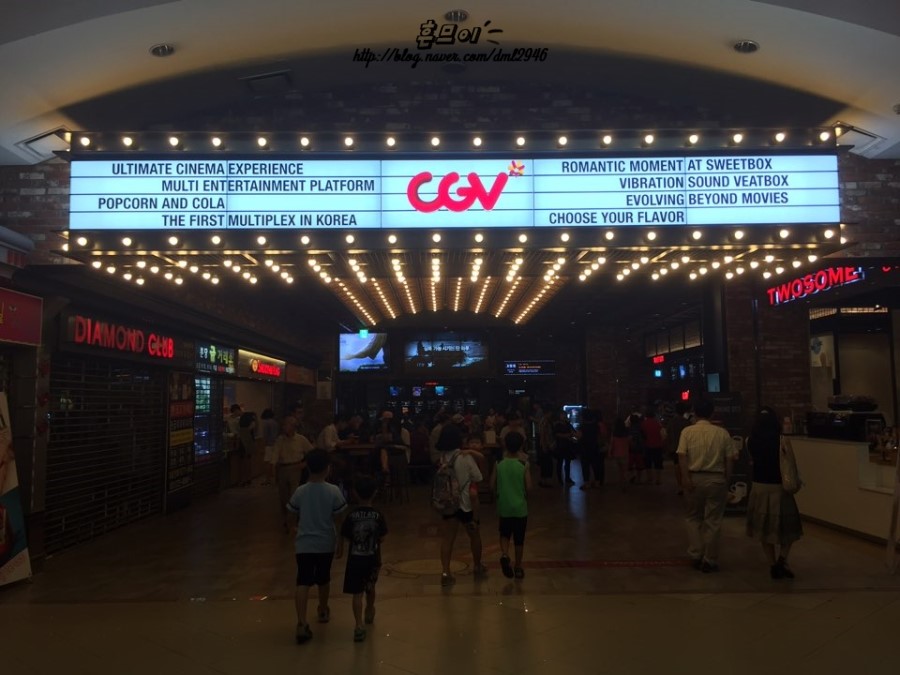 훈므이
http://blog.naver.com/dml2946
ULTIMATE CINEMA EXPERIENCE
MULTI ENTERTAINMENT PLATFORM
POPCORN AND COLA
THE FIRST MULTIPLEX IN KOREA
CGV
ROMANTIC MOMENT AT SWEETBOX
VIBRATION SOUND VEATBOX
EVOLVING BEYOND MOVIES
CHOOSE YOUR FLAVOR
TWOSOME
DIAMOND CLUB